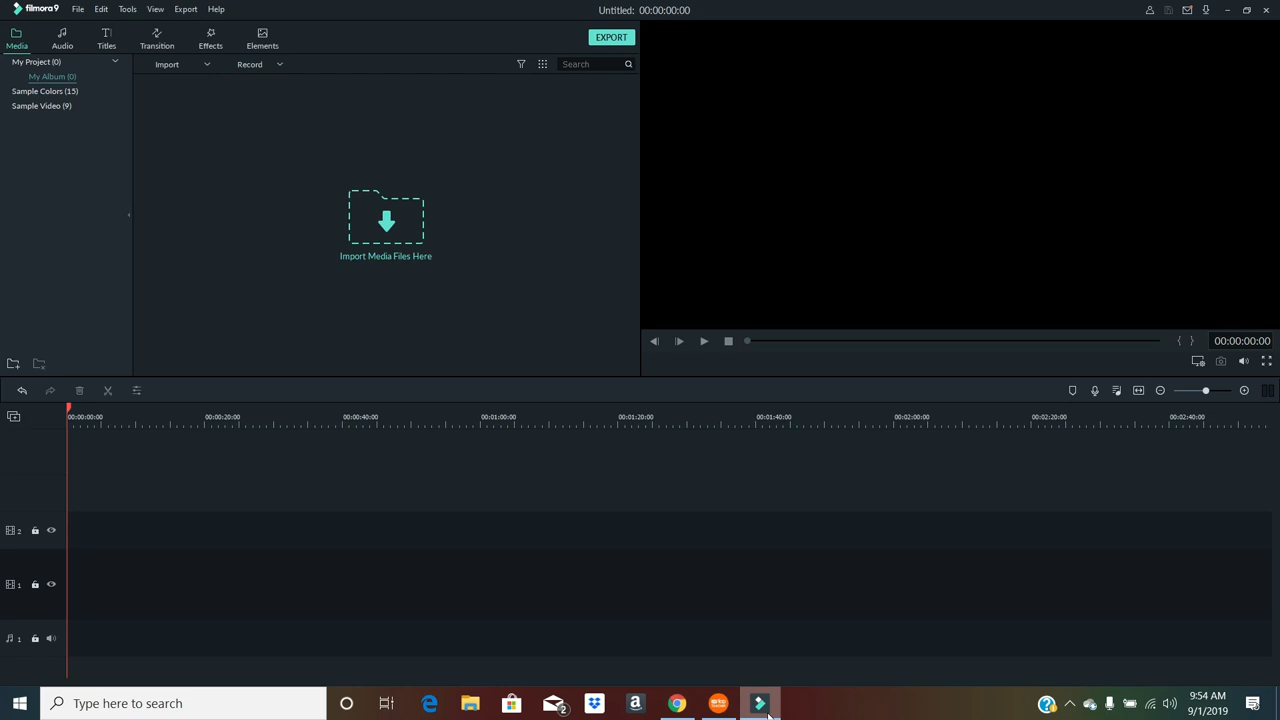 filmora9 File Edit Tools View Export Help Untitled: 00:00:00:00
Media Audio Titles Transition Effects Elements EXPORT
My Project (0) Import Record Search
My Album (0)
Sample Colors (15)
Sample Video (9)
Import Media Files Here
00:00:00:00
00:00:00:00 00:00:20:00 00:00:40:00 00:01:00:00 00:01:20:00 00:01:40:00 00:02:00:00 00:02:20:00 00:02:40:00
2
1
1
Type here to search
2
9:54 AM
9/1/2019